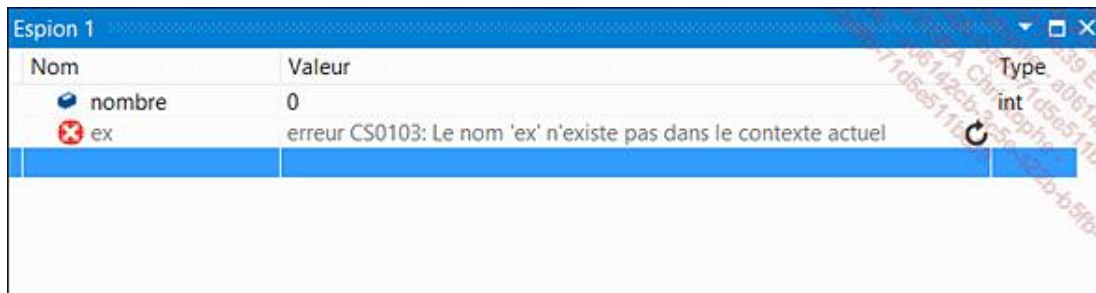 Espion 1
Nom Valeur Type
nombre 0 int
ex erreur CS0103: Le nom 'ex' n'existe pas dans le contexte actuel